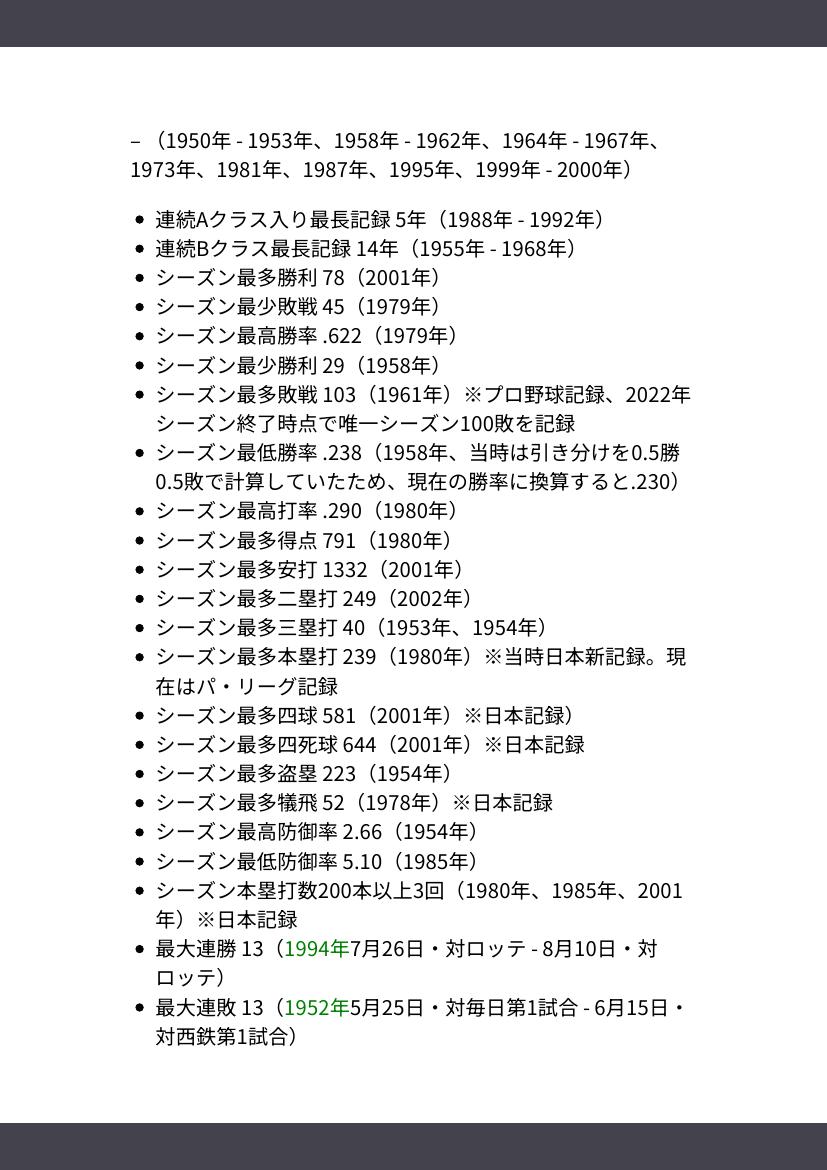 – （1950年 - 1953年、1958年 - 1962年、1964年 - 1967年、
1973年、1981年、1987年、1995年、1999年 - 2000年）
• 連続Aクラス入り最長記録 5年（1988年 - 1992年）
• 連続Bクラス最長記録 14年（1955年 - 1968年）
• シーズン最多勝利 78（2001年）
• シーズン最少敗戦 45（1979年）
• シーズン最高勝率 .622（1979年）
• シーズン最少勝利 29（1958年）
• シーズン最多敗戦 103（1961年）※プロ野球記録、2022年
シーズン終了時点で唯一シーズン100敗を記録
• シーズン最低勝率 .238（1958年、当時は引き分けを0.5勝
0.5敗で計算していたため、現在の勝率に換算すると.230）
• シーズン最高打率 .290（1980年）
• シーズン最多得点 791（1980年）
• シーズン最多安打 1332（2001年）
• シーズン最多二塁打 249（2002年）
• シーズン最多三塁打 40（1953年、1954年）
• シーズン最多本塁打 239（1980年）※当時日本新記録。現
在はパ・リーグ記録
• シーズン最多四球 581（2001年）※日本記録）
• シーズン最多四死球 644（2001年）※日本記録
• シーズン最多盗塁 223（1954年）
• シーズン最多犠飛 52（1978年）※日本記録
• シーズン最高防御率 2.66（1954年）
• シーズン最低防御率 5.10（1985年）
• シーズン本塁打数200本以上3回（1980年、1985年、2001
年）※日本記録
• 最大連勝 13（1994年7月26日・対ロッテ - 8月10日・対
ロッテ）
• 最大連敗 13（1952年5月25日・対毎日第1試合 - 6月15日・
対西鉄第1試合）